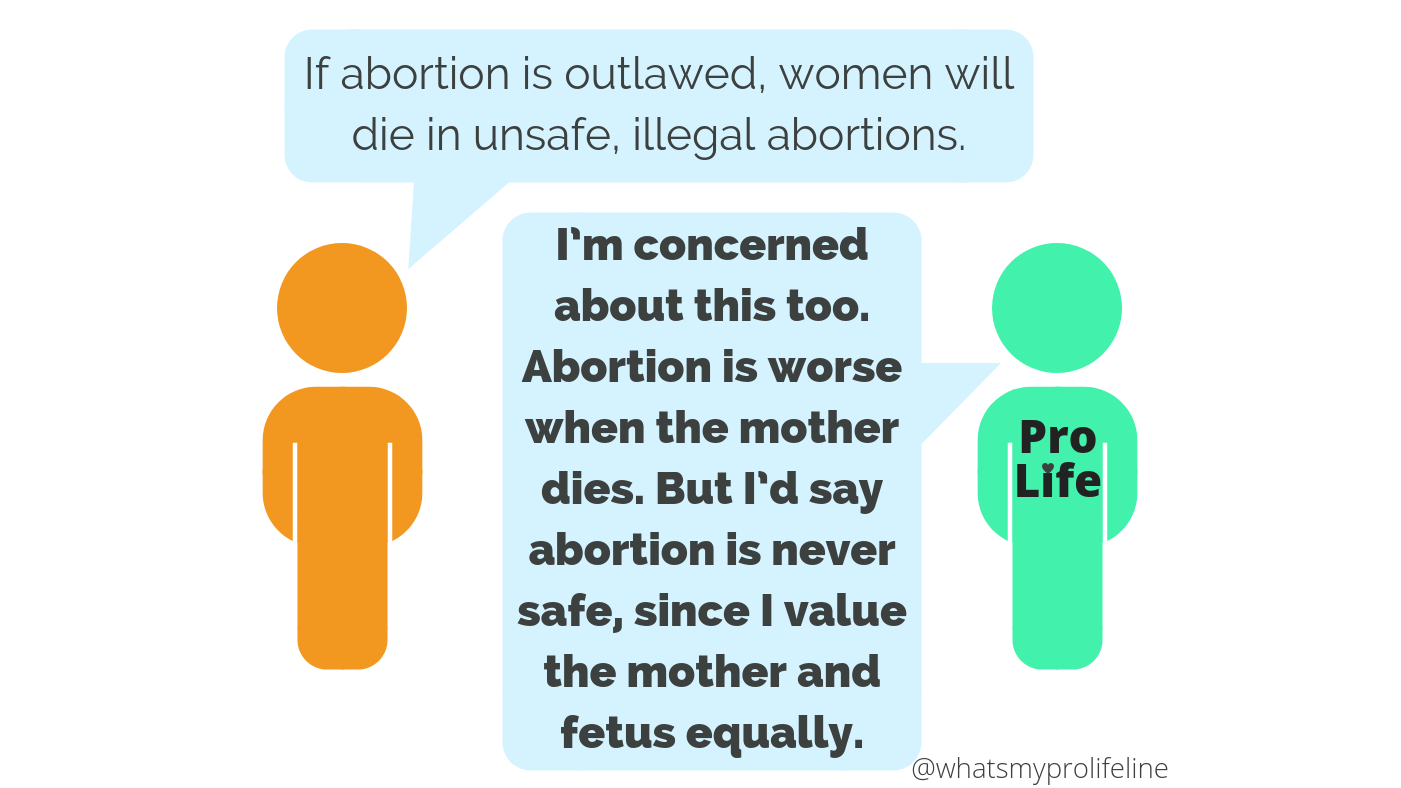 If abortion is outlawed, women will
die in unsafe, illegal abortions.
I’m concerned
about this too.
Abortion is worse
when the mother
dies. But I’d say
abortion is never
safe, since I value
the mother and
fetus equally.
Pro
Life
@whatsmyprolifeline